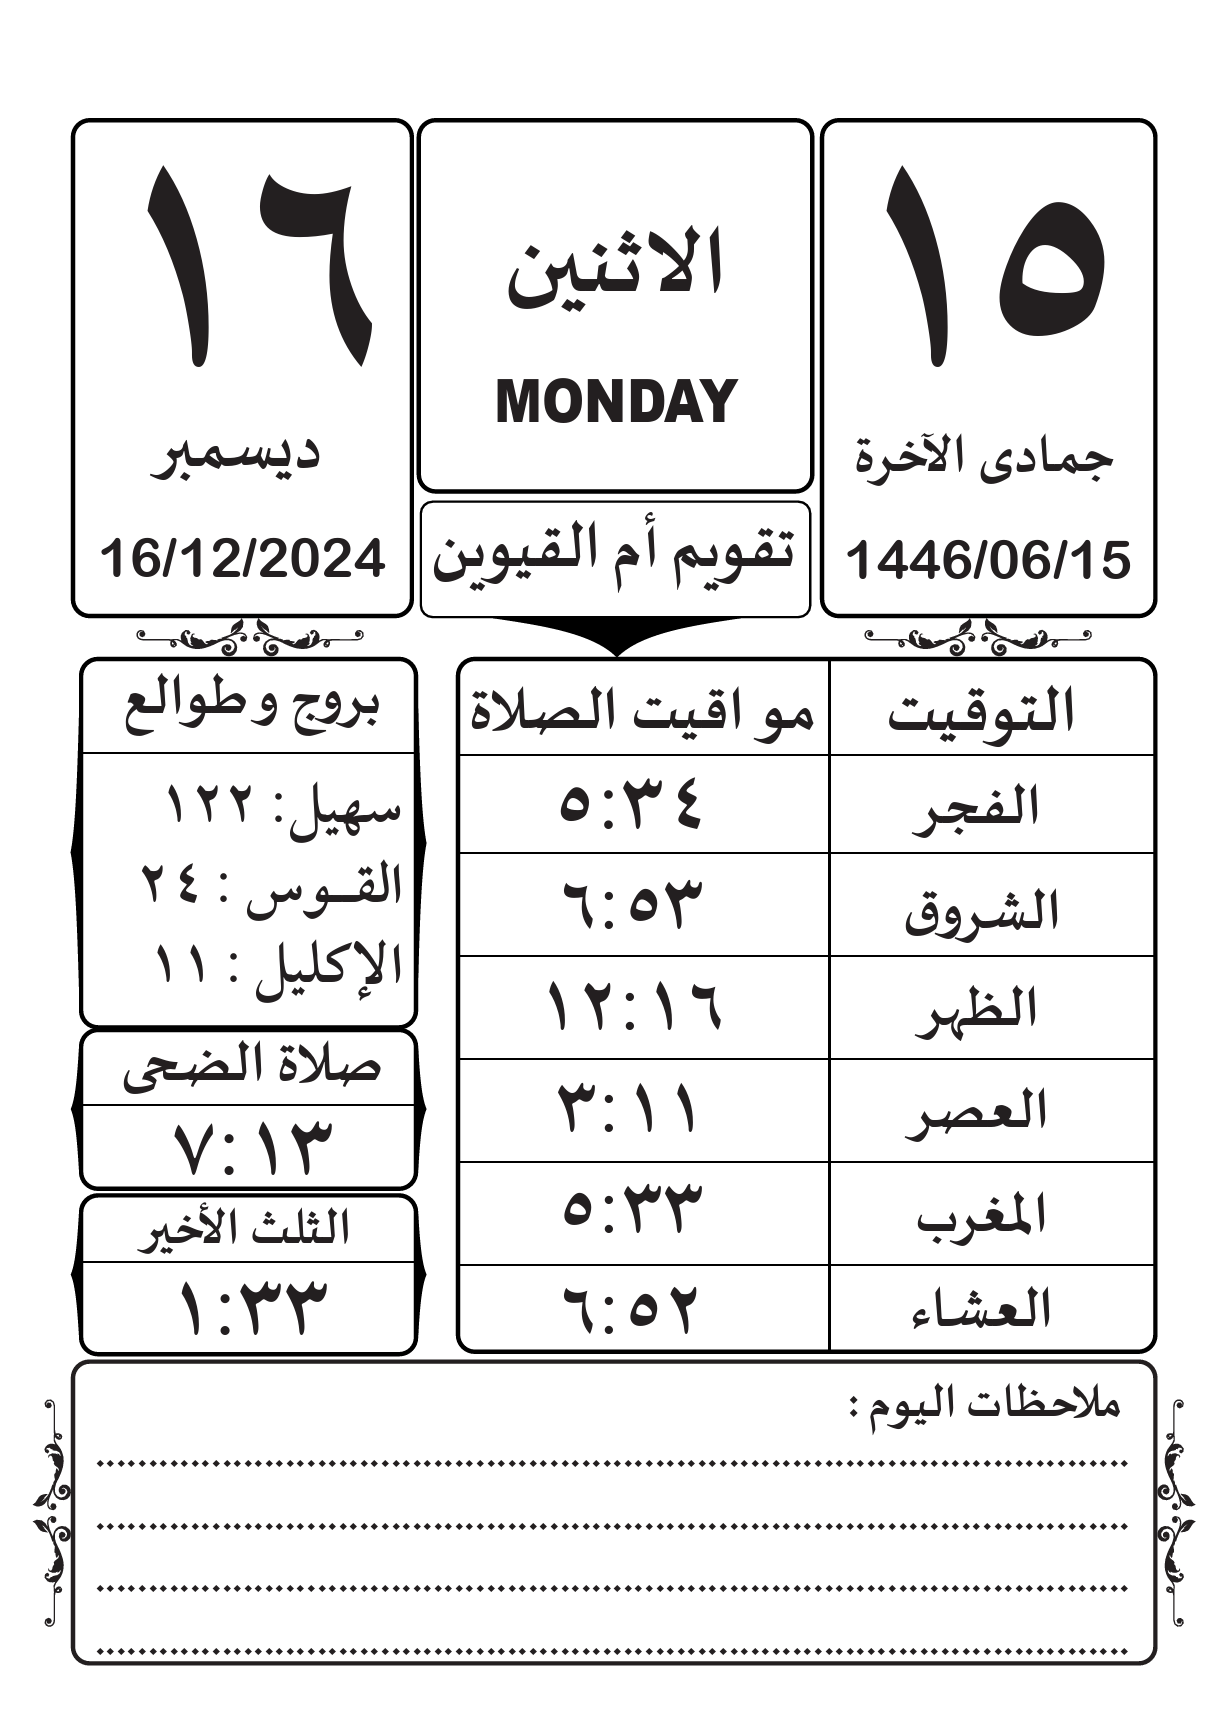 ١٥
جمادى الآخرة
1446/06/15
الاثنين
MONDAY
تقويم أم القيوين
١٦
ديسمبر
16/12/2024
التوقيت مو اقيت الصلاة
الفجر ٥:٣٤
الشروق ٦:٥٣
الظهر ١٢:١٦
العصر ٣:١١
المغرب ٥:٣٣
العشاء ٦:٥٢
بروج وطوالع
سهيل: ١٢٢
القـوس : ٢٤
الإكليل : ١١
صلاة الضحى
٧:١٣
الثلث الأخير
١:٣٣
ملاحظات اليوم :